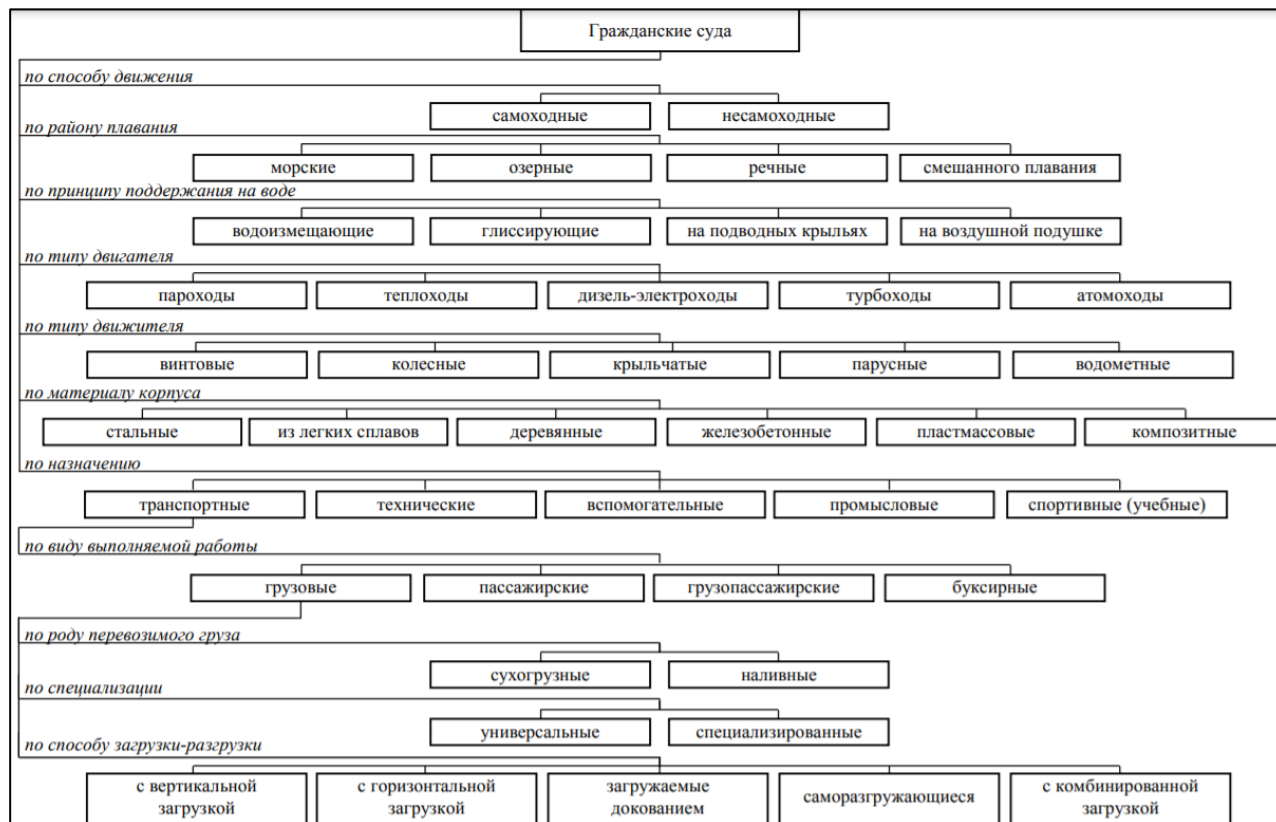 Гражданские суда
по способу движения
самоходные несамоходные
по району плавания
морские озерные речные смешанного плавания
по принципу поддержания на воде
водоизмещающие глиссирующие на подводных крыльях на воздушной подушке
по типу двигателя
пароходы теплоходы дизель-электроходы турбоходы атомоходы
по типу движителя
винтовые колесные крыльчатые парусные водометные
по материалу корпуса
стальные из легких сплавов деревянные железобетонные пластмассовые композитные
по назначению
транспортные технические вспомогательные промысловые спортивные (учебные)
по виду выполняемой работы
грузовые пассажирские грузопассажирские буксирные
по роду перевозимого груза
сухогрузные наливные
по специализации
универсальные специализированные
по способу загрузки-разгрузки
с вертикальной загрузкой
с горизонтальной загрузкой
загружаемые докованием
саморазгружающиеся
с комбинированной загрузкой